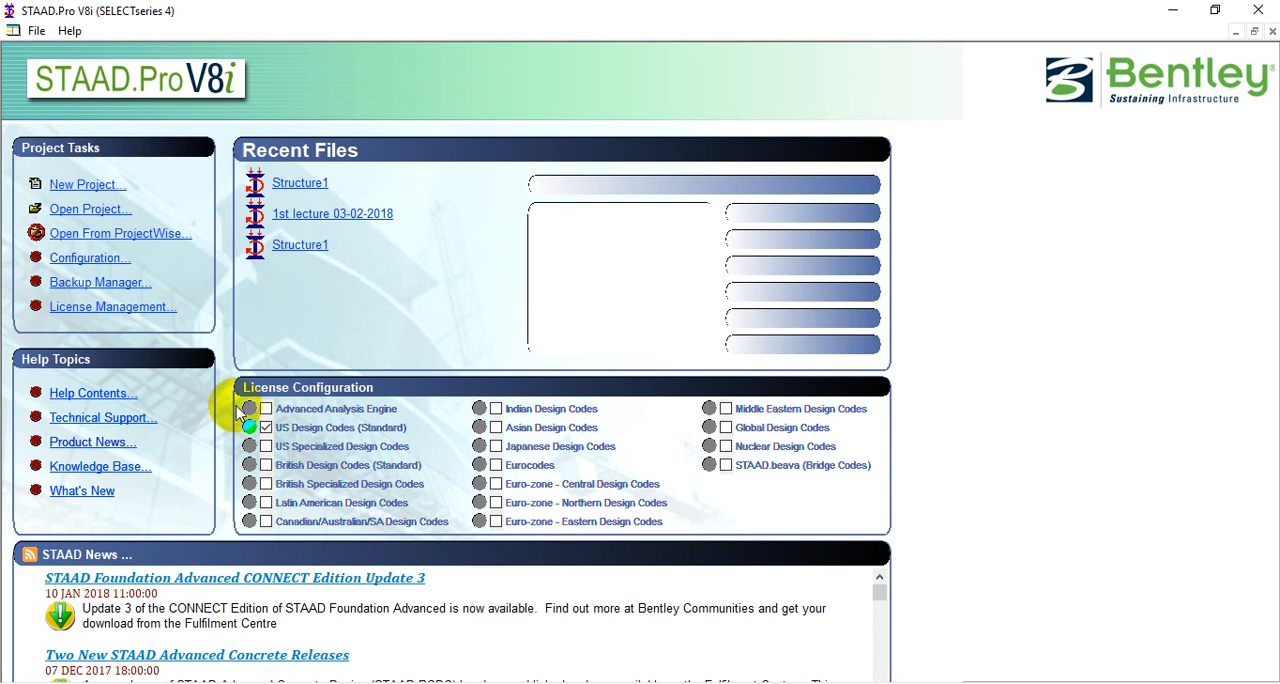 STAAD.Pro V8i (SELECTseries 4)
File Help
STAAD.Pro V8i
Bentley®
Sustaining Infrastructure
Project Tasks
New Project...
Open Project...
Open From ProjectWise...
Configuration...
Backup Manager...
License Management...
Recent Files
Structure1
1st lecture 03-02-2018
Structure1
Help Topics
Help Contents...
Technical Support...
Product News...
Knowledge Base...
What's New
License Configuration
Advanced Analysis Engine
US Design Codes (Standard)
US Specialized Design Codes
British Design Codes (Standard)
British Specialized Design Codes
Latin American Design Codes
Canadian/Australian/SA Design Codes
Indian Design Codes
Asian Design Codes
Japanese Design Codes
Eurocodes
Euro-zone - Central Design Codes
Euro-zone - Northern Design Codes
Euro-zone - Eastern Design Codes
Middle Eastern Design Codes
Global Design Codes
Nuclear Design Codes
STAAD.beava (Bridge Codes)
STAAD News ...
STAAD Foundation Advanced CONNECT Edition Update 3
10 JAN 2018 11:00:00
Update 3 of the CONNECT Edition of STAAD Foundation Advanced is now available. Find out more at Bentley Communities and get your
download from the Fulfilment Centre
Two New STAAD Advanced Concrete Releases
07 DEC 2017 18:00:00